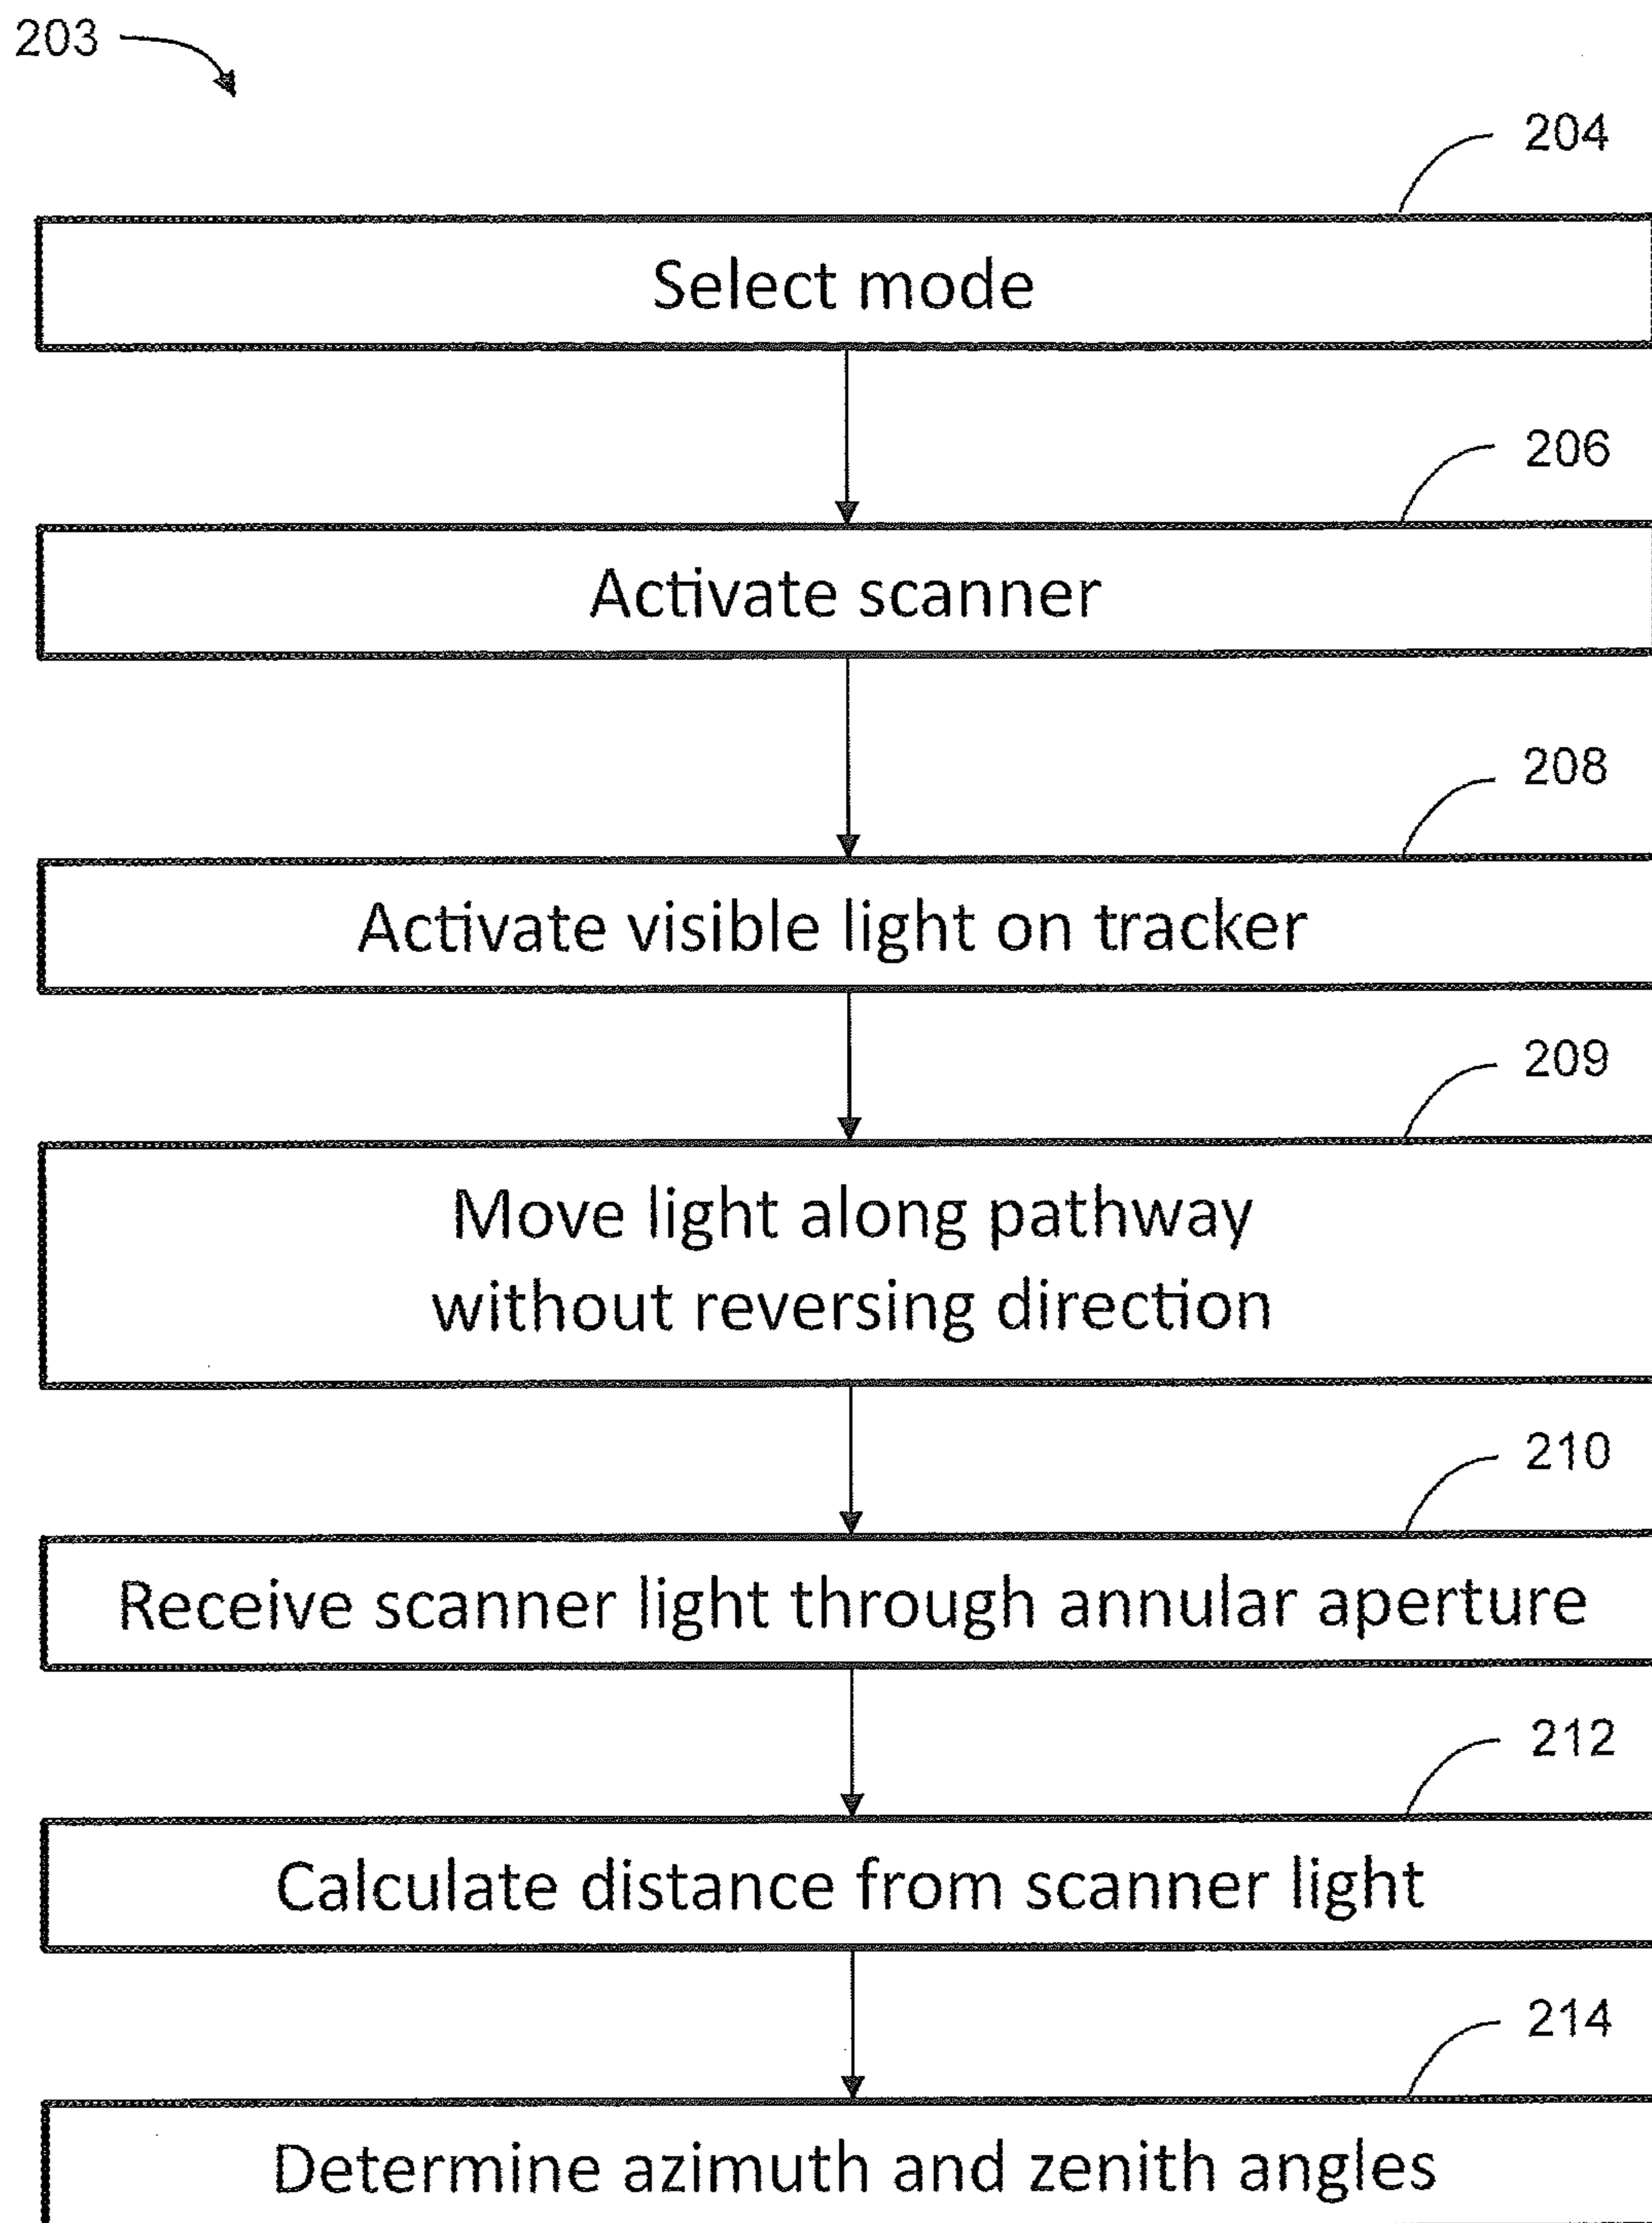 203
204
Select mode
206
Activate scanner
208
Activate visible light on tracker
209
Move light along pathway
without reversing direction
210
Receive scanner light through annular aperture
212
Calculate distance from scanner light
214
Determine azimuth and zenith angles